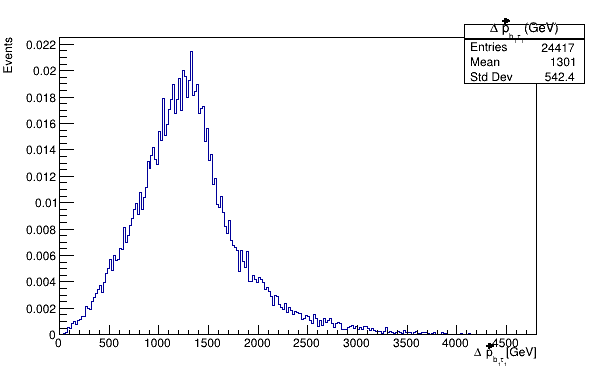 Δ p⃗ b₁τ₁ (GeV)
Entries 24417
Mean 1301
Std Dev 542.4
Events
0.022
0.02
0.018
0.016
0.014
0.012
0.01
0.008
0.006
0.004
0.002
0
0 500 1000 1500 2000 2500 3000 3500 4000 4500
Δ p⃗ b₁τ₁ [GeV]